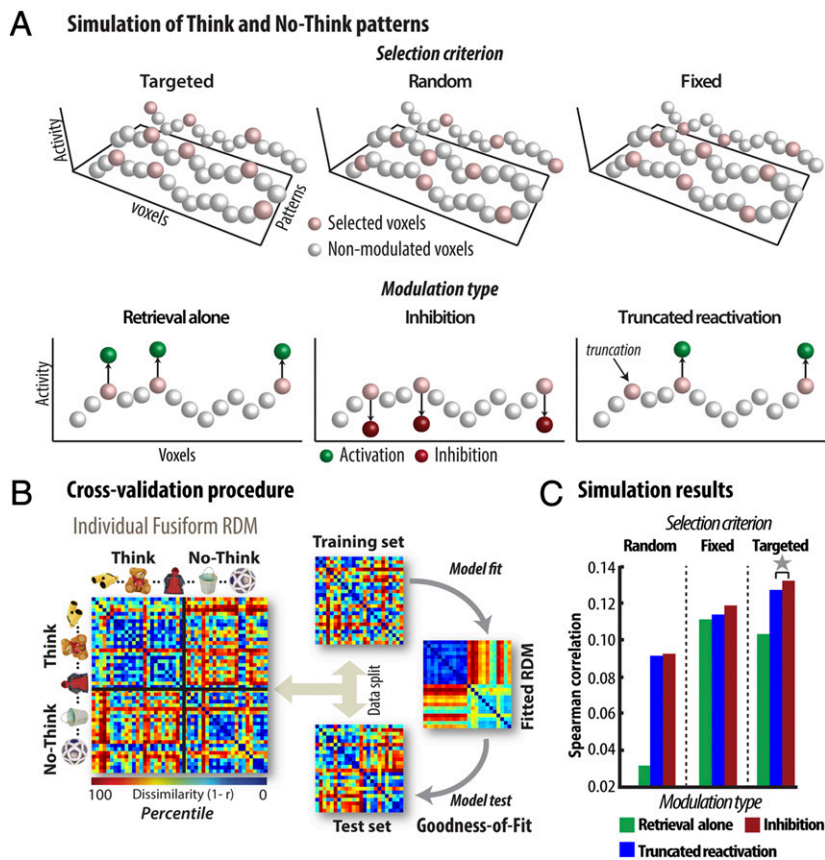 A Simulation of Think and No-Think patterns
Selection criterion
Targeted Random Fixed
Activity
voxels
Patterns
Selected voxels
Non-modulated voxels
Modulation type
Retrieval alone Inhibition Truncated reactivation
truncation
Activity
Voxels
Activation Inhibition
B Cross-validation procedure
Individual Fusiform RDM
Think No-Think
Think
No-Think
100 Dissimilarity (1- r) 0
Percentile
Training set
Model fit
Data split
Fitted RDM
Model test
Test set
Goodness-of-Fit
C Simulation results
Selection criterion
Random Fixed Targeted
Spearman correlation
0.14
0.12
0.10
0.08
0.06
0.04
0.02
Modulation type
Retrieval alone Inhibition
Truncated reactivation